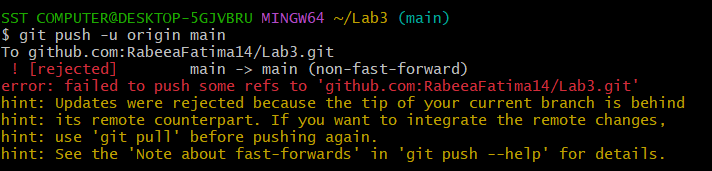 SST COMPUTER@DESKTOP-5GJVBRU MINGW64 ~/Lab3 (main)
$ git push -u origin main
To github.com:RabeeaFatima14/Lab3.git
 ! [rejected]        main -> main (non-fast-forward)
error: failed to push some refs to 'github.com:RabeeaFatima14/Lab3.git'
hint: Updates were rejected because the tip of your current branch is behind
hint: its remote counterpart. If you want to integrate the remote changes,
hint: use 'git pull' before pushing again.
hint: See the 'Note about fast-forwards' in 'git push --help' for details.